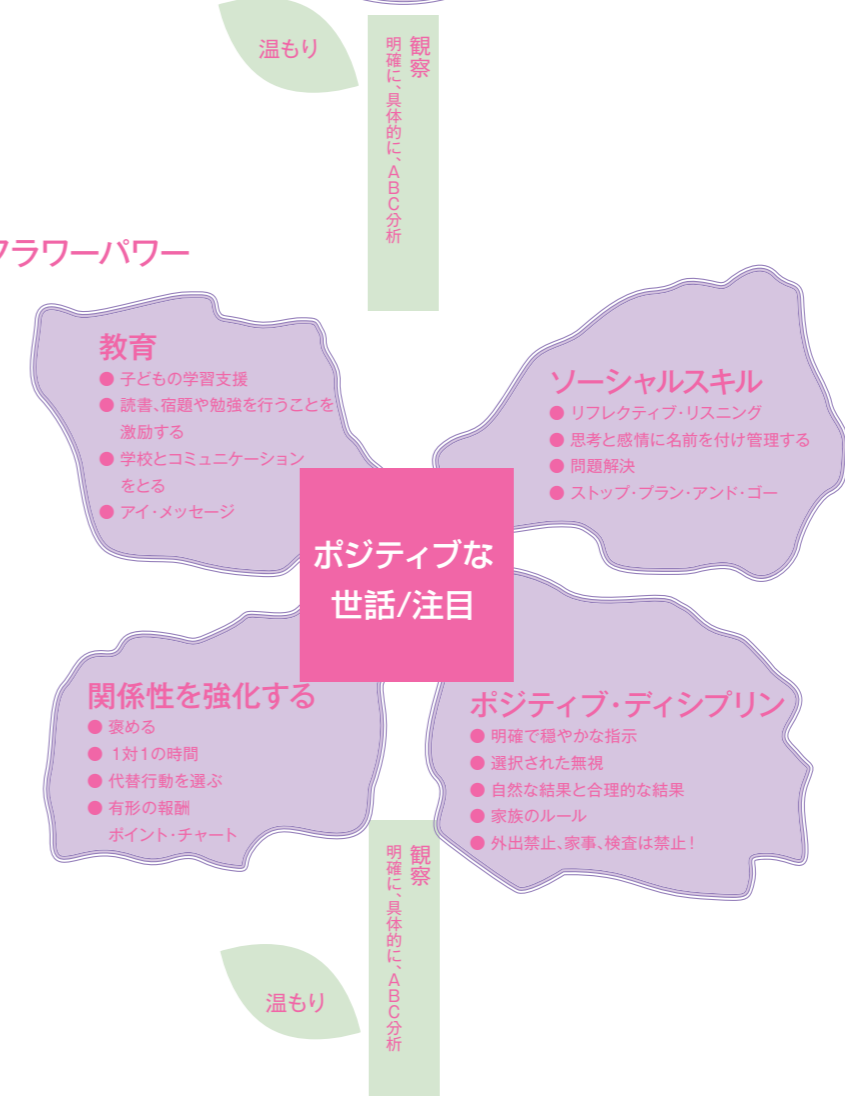 温もり
観察
明確に、具体的に、ABC分析
フラワーパワー
教育
● 子どもの学習支援
● 読書、宿題や勉強を行うことを
激励する
● 学校とコミュニケーション
をとる
● アイ・メッセージ
ソーシャルスキル
● リフレクティブ・リスニング
● 思考と感情に名前を付け管理する
● 問題解決
● ストップ・プラン・アンド・ゴー
ポジティブな
世話/注目
関係性を強化する
● 褒める
● 1対1の時間
● 代替行動を選ぶ
● 有形の報酬
ポイント・チャート
ポジティブ・ディシプリン
● 明確で穏やかな指示
● 選択された無視
● 自然な結果と合理的な結果
● 家族のルール
● 外出禁止、家事、検査は禁止！
観察
明確に、具体的に、ABC分析
温もり